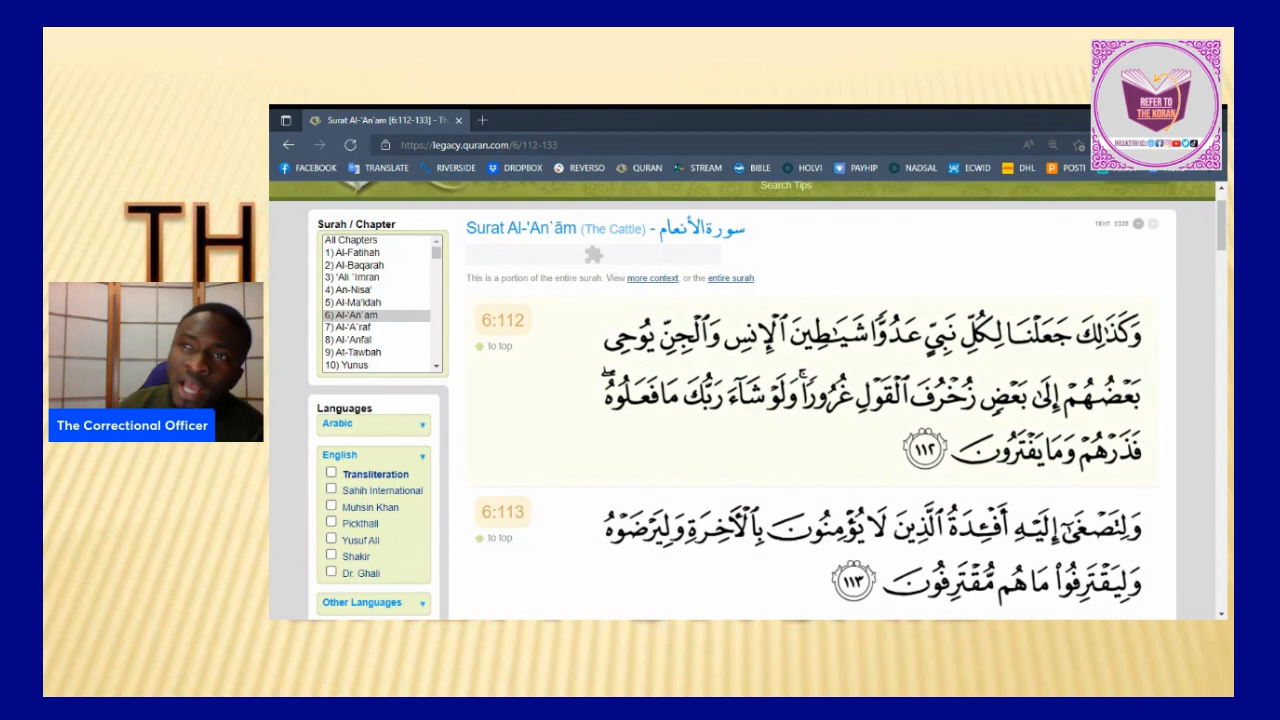 TH
REFER TO
THE KORAN
Surat Al-'An`am [6:112-133] - Th
https://legacy.quran.com/6/112-133
FACEBOOK TRANSLATE RIVERSIDE DROPBOX REVERSO QURAN STREAM BIBLE HOLVI PAYHIP NADSAL ECWID DHL POSTI
Search Tips
Surah / Chapter
All Chapters
1) Al-Fatihah
2) Al-Baqarah
3) 'Ali `Imran
4) An-Nisa'
5) Al-Ma'idah
6) Al-'An`am
7) Al-'A`raf
8) Al-'Anfal
9) At-Tawbah
10) Yunus
Languages
Arabic
English
Transliteration
Sahih International
Muhsin Khan
Pickthall
Yusuf Ali
Shakir
Dr. Ghali
Other Languages
Surat Al-'An`ām (The Cattle) - سورة الأنعام
TEXT SIZE
This is a portion of the entire surah. View more context, or the entire surah.
6:112
to top
وَكَذَٰلِكَ جَعَلْنَا لِكُلِّ نَبِىٍّ عَدُوًّا شَيَـٰطِينَ ٱلْإِنسِ وَٱلْجِنِّ يُوحِى
بَعْضُهُمْ إِلَىٰ بَعْضٍ زُخْرُفَ ٱلْقَوْلِ غُرُورًا ۚ وَلَوْ شَآءَ رَبُّكَ مَا فَعَلُوهُ ۖ
فَذَرْهُمْ وَمَا يَفْتَرُونَ ١١٢
6:113
to top
وَلِتَصْغَىٰٓ إِلَيْهِ أَفْـِٔدَةُ ٱلَّذِينَ لَا يُؤْمِنُونَ بِٱلْـَٔاخِرَةِ وَلِيَرْضَوْهُ
وَلِيَقْتَرِفُوا۟ مَا هُم مُّقْتَرِفُونَ ١١٣
The Correctional Officer